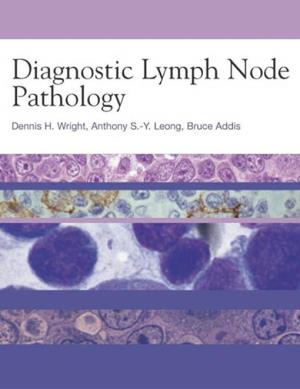 Diagnostic Lymph Node
Pathology
Dennis H. Wright, Anthony S.-Y. Leong, Bruce Addis